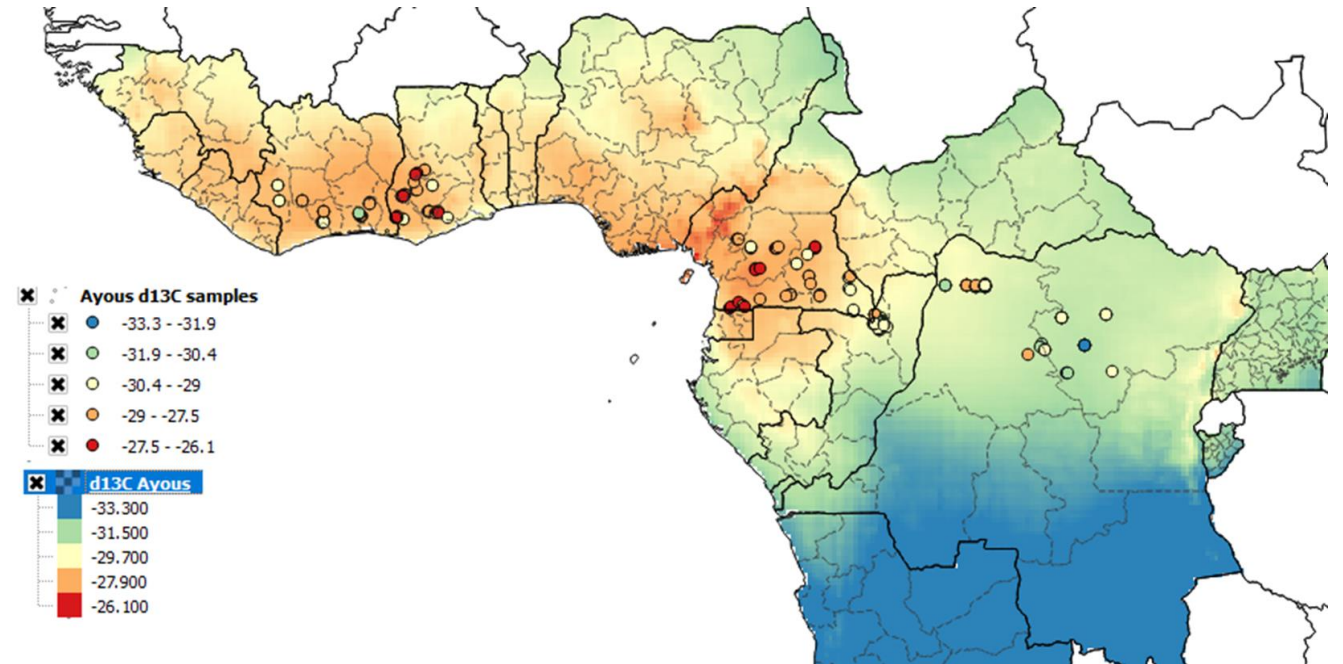 Ayous d13C samples
-33.3 - -31.9
-31.9 - -30.4
-30.4 - -29
-29 - -27.5
-27.5 - -26.1
d13C Ayous
-33.300
-31.500
-29.700
-27.900
-26.100